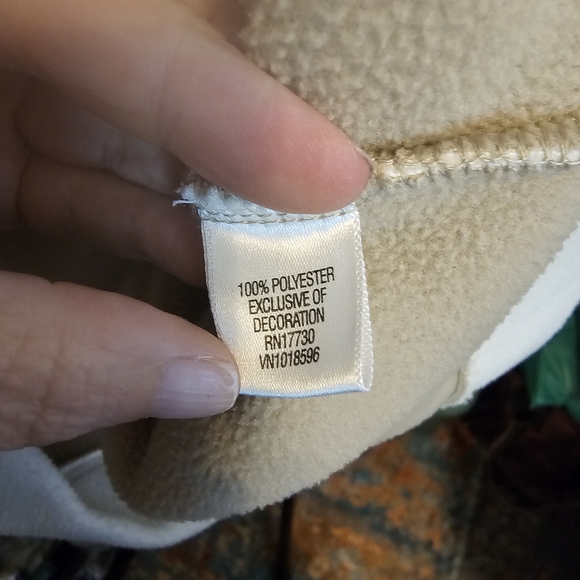 100% POLYESTER
EXCLUSIVE OF
DECORATION
RN17730
VN1018596